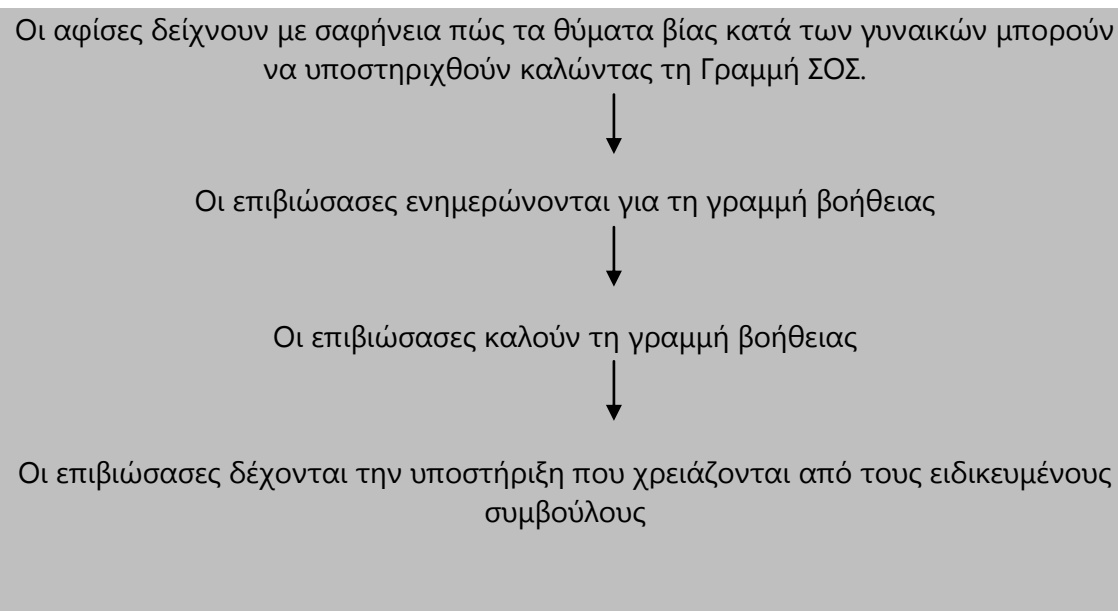 Οι αφίσες δείχνουν με σαφήνεια πώς τα θύματα βίας κατά των γυναικών μπορούν
να υποστηριχθούν καλώντας τη Γραμμή ΣΟΣ.
Οι επιβιώσασες ενημερώνονται για τη γραμμή βοήθειας
Οι επιβιώσασες καλούν τη γραμμή βοήθειας
Οι επιβιώσασες δέχονται την υποστήριξη που χρειάζονται από τους ειδικευμένους
συμβούλους